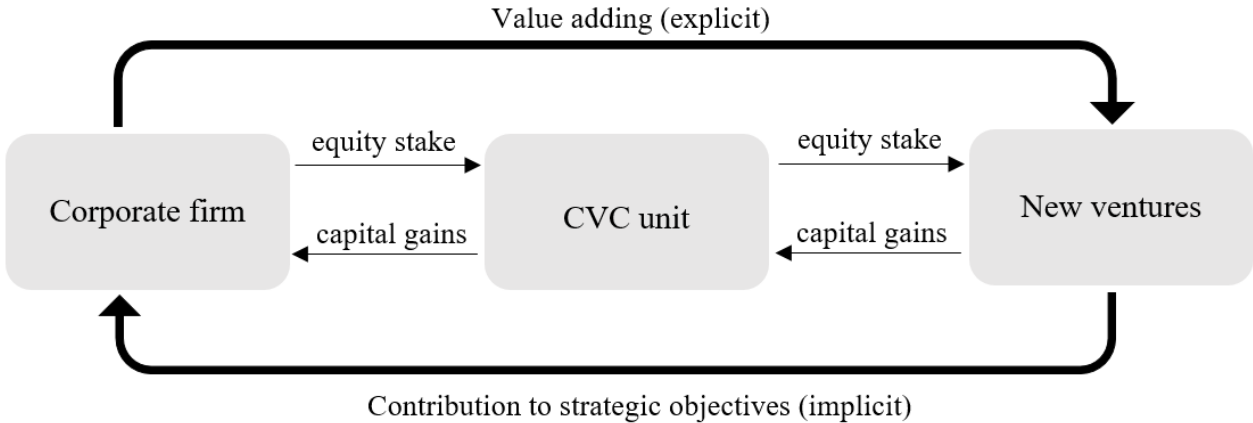 Value adding (explicit)
equity stake
equity stake
Corporate firm
CVC unit
New ventures
capital gains
capital gains
Contribution to strategic objectives (implicit)